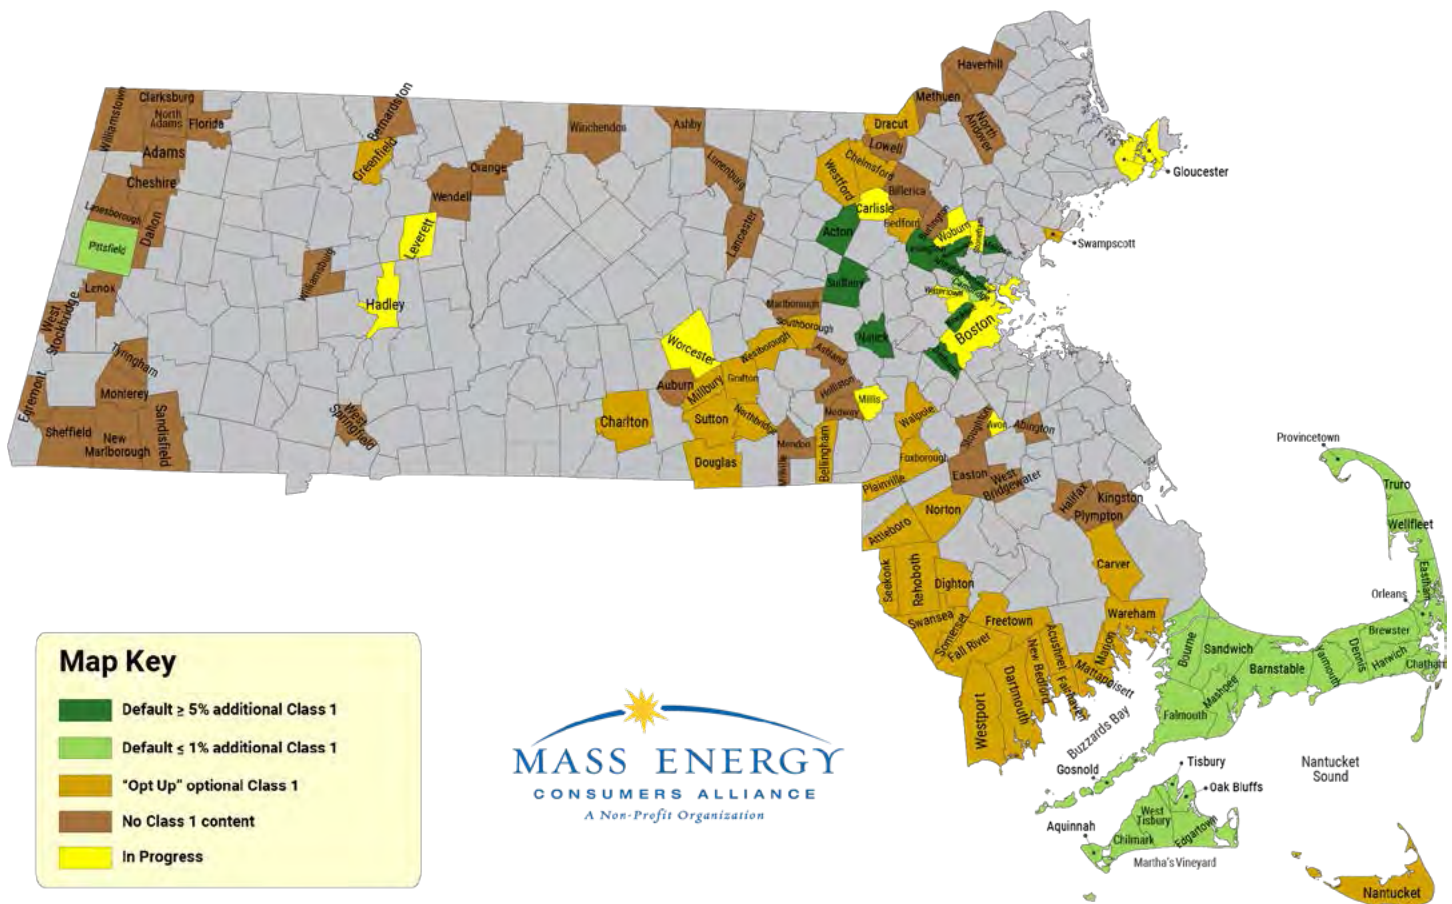 Haverhill
Methuen
North
Andover
Dracut
Lowell
Chelmsford
Westford
Billerica
Carlisle
Bedford
Burlington
Woburn
Gloucester
Swampscott
Clarksburg
Williamstown
North
Adams
Florida
Adams
Cheshire
Lanesborough
Dalton
Pittsfield
Lenox
West
Stockbridge
Tyringham
Egremont
Monterey
Sheffield
New
Marlborough
Sandisfield
Bernardston
Greenfield
Orange
Wendell
Leverett
Williamsburg
Hadley
West
Springfield
Winchendon
Ashby
Lunenburg
Lancaster
Acton
Sudbury
Natick
Watertown
Cambridge
Boston
Marlborough
Southborough
Westborough
Ashland
Holliston
Medway
Millis
Worcester
Auburn
Millbury
Grafton
Charlton
Sutton
Northbridge
Douglas
Mendon
Millville
Bellingham
Walpole
Foxborough
Plainville
Stoughton
Avon
Abington
Easton
West
Bridgewater
Halifax
Kingston
Plympton
Norton
Attleboro
Carver
Seekonk
Rehoboth
Dighton
Swansea
Somerset
Fall River
Freetown
Acushnet
New Bedford
Fairhaven
Dartmouth
Westport
Mattapoisett
Marion
Wareham
Provincetown
Truro
Wellfleet
Eastham
Orleans
Brewster
Harwich
Chatham
Dennis
Yarmouth
Barnstable
Sandwich
Bourne
Mashpee
Falmouth
Buzzards Bay
Gosnold
Tisbury
Oak Bluffs
West
Tisbury
Edgartown
Aquinnah
Chilmark
Martha's Vineyard
Nantucket
Sound
Nantucket
Map Key
Default ≥ 5% additional Class 1
Default ≤ 1% additional Class 1
"Opt Up" optional Class 1
No Class 1 content
In Progress
MASS ENERGY
CONSUMERS ALLIANCE
A Non-Profit Organization